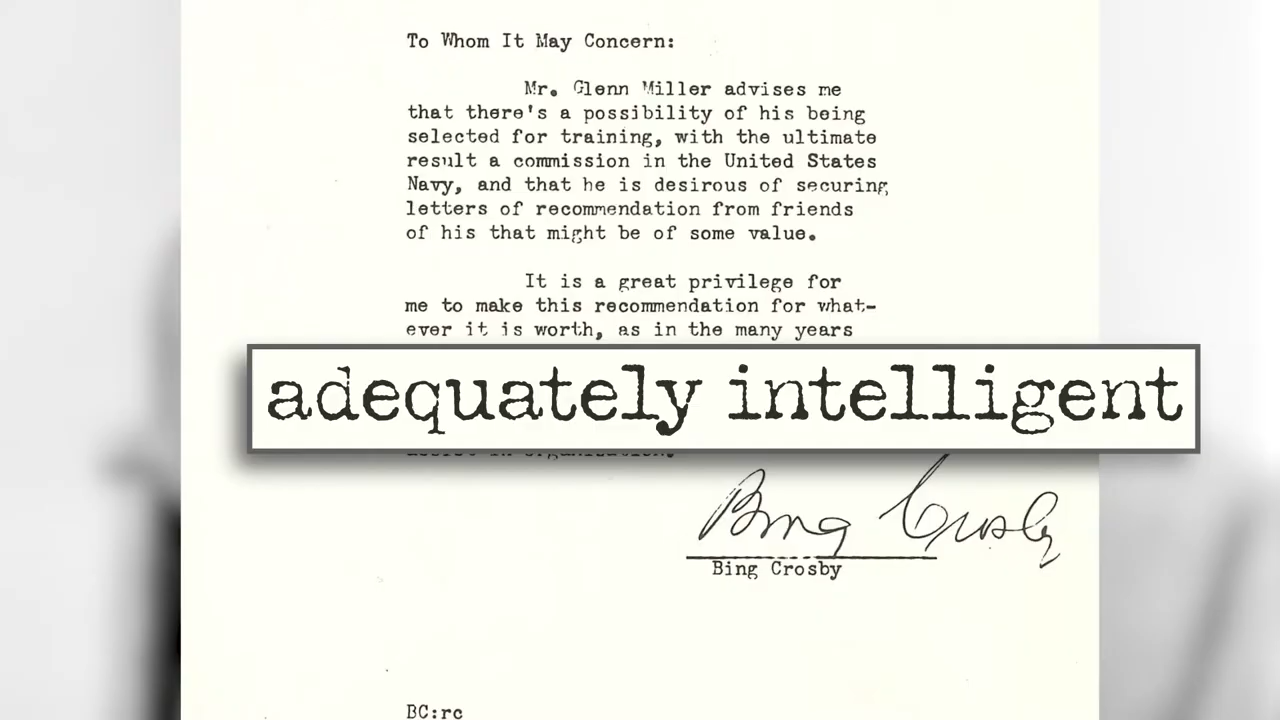 To Whom It May Concern:
Mr. Glenn Miller advises me
that there's a possibility of his being
selected for training, with the ultimate
result a commission in the United States
Navy, and that he is desirous of securing
letters of recommendation from friends
of his that might be of some value.
It is a great privilege for
me to make this recommendation for what-
ever it is worth, as in the many years
adequately intelligent
Bing Crosby
Bing Crosby
BC:rc